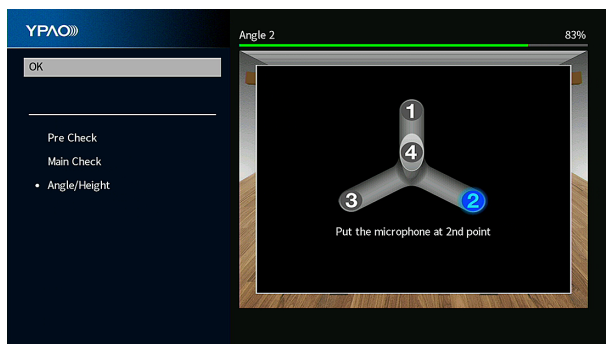 YPAO
Angle 2
83%
OK
Pre Check
Main Check
• Angle/Height
1
4
3
2
Put the microphone at 2nd point